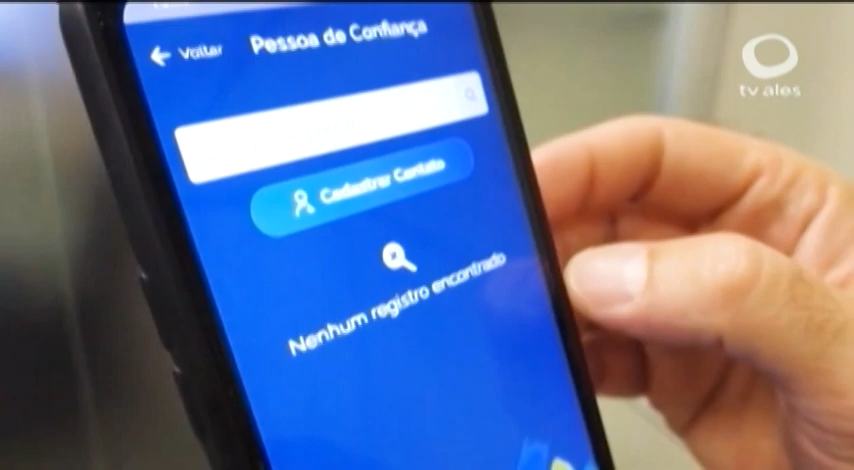 Voltar
Pessoa de Confiança
tv ales
Cadastrar Contato
Nenhum registro encontrado